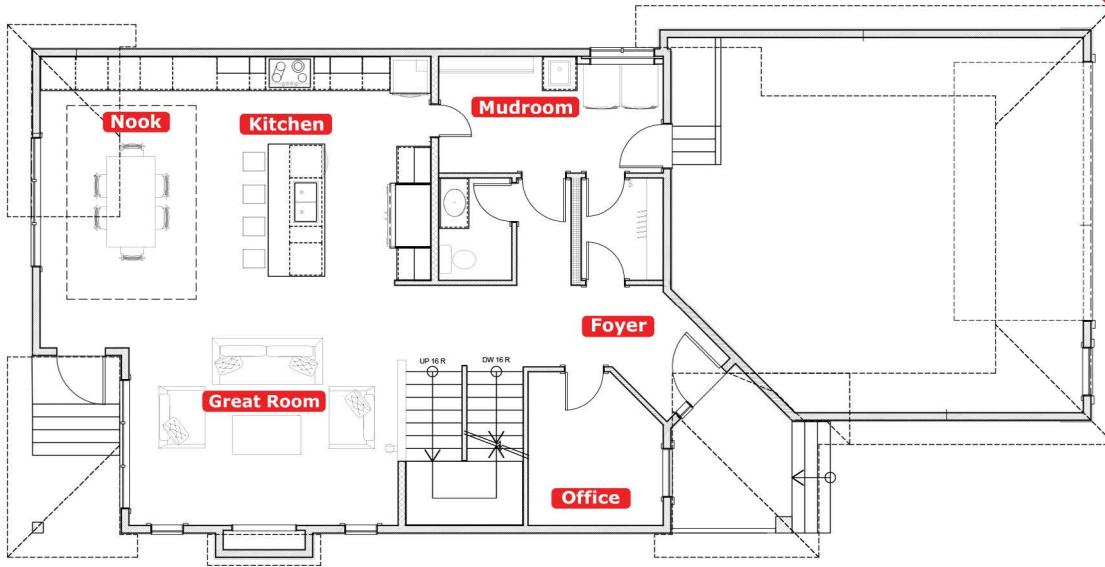 Nook
Kitchen
Mudroom
Foyer
UP 16 R
DW 16 R
Great Room
Office